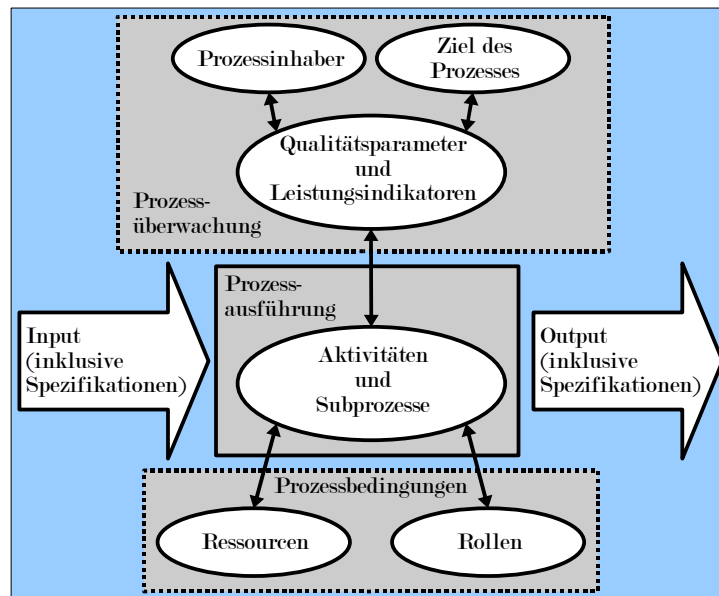 Prozessinhaber
Ziel des
Prozesses
Qualitätsparameter
und
Leistungsindikatoren
Prozess-
überwachung
Prozess-
ausführung
Input
(inklusive
Spezifikationen)
Aktivitäten
und
Subprozesse
Output
(inklusive
Spezifikationen)
Prozessbedingungen
Ressourcen
Rollen